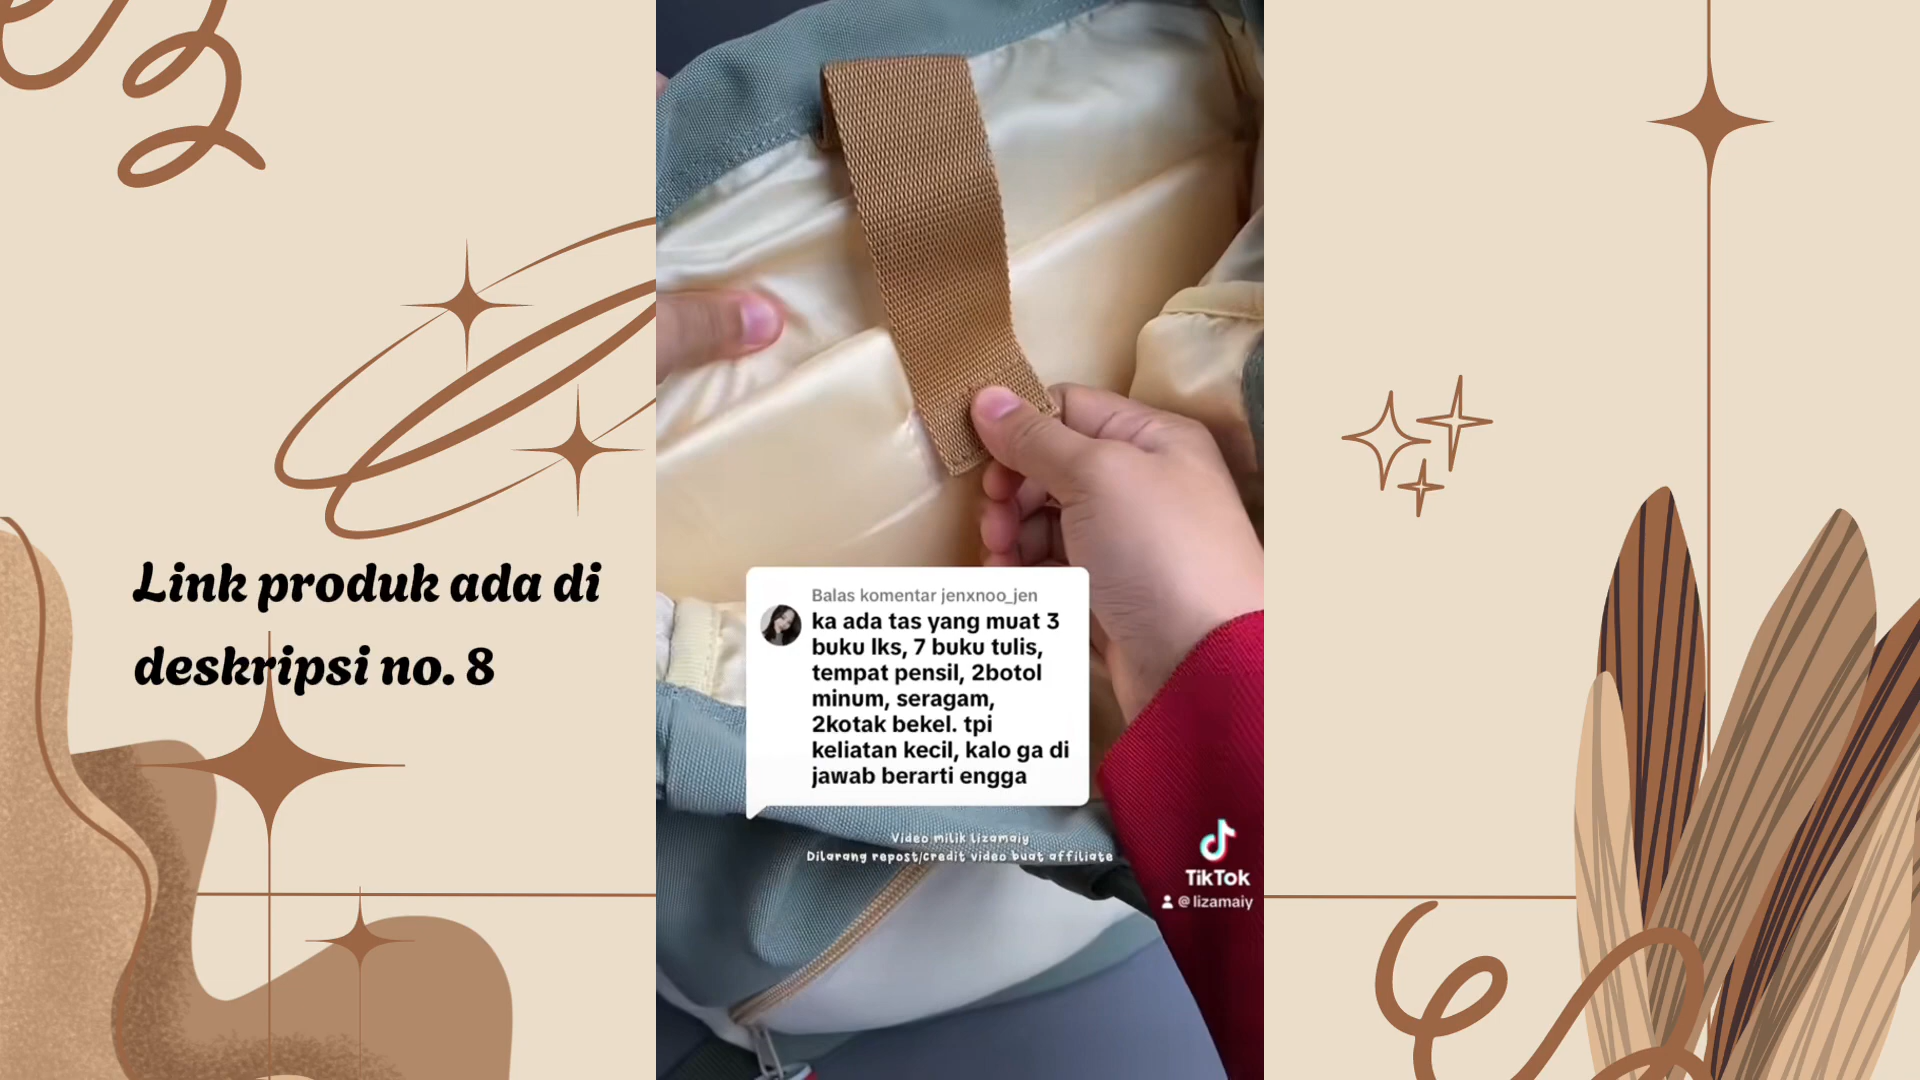 Link produk ada di
deskripsi no. 8
Balas komentar jenxnoo_jen
ka ada tas yang muat 3
buku lks, 7 buku tulis,
tempat pensil, 2botol
minum, seragam,
2kotak bekel. tpi
keliatan kecil, kalo ga di
jawab berarti engga
Video milik lizamaiy
Dilarang repost/credit video buat affiliate
TikTok
@lizamaiy